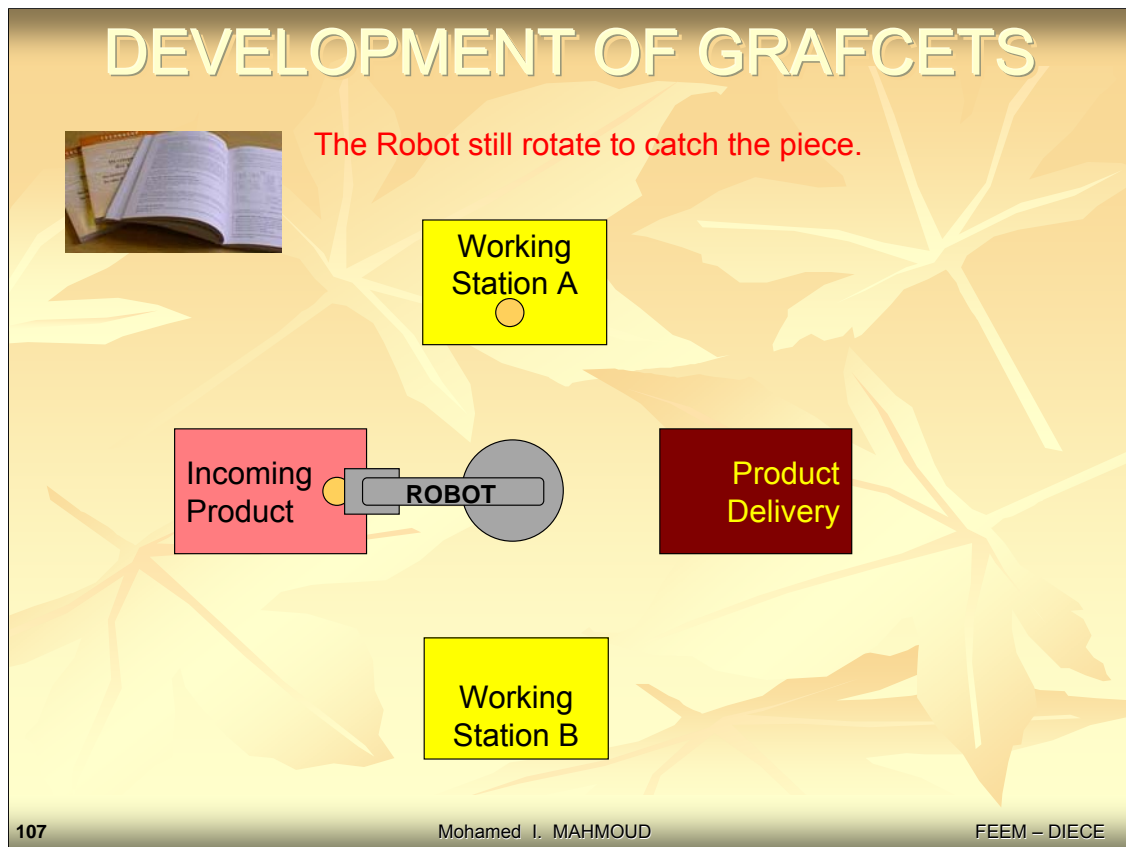 DEVELOPMENT OF GRAFCETS
The Robot still rotate to catch the piece.
Working
Station A
Incoming
Product
ROBOT
Product
Delivery
Working
Station B
107
Mohamed I. MAHMOUD
FEEM – DIECE